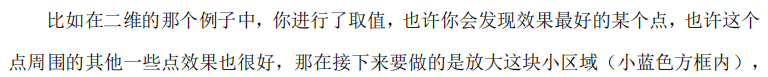 比如在二维的那个例子中，你进行了取值，也许你会发现效果最好的某个点，也许这个
点周围的其他一些点效果也很好，那在接下来要做的是放大这块小区域（小蓝色方框内），